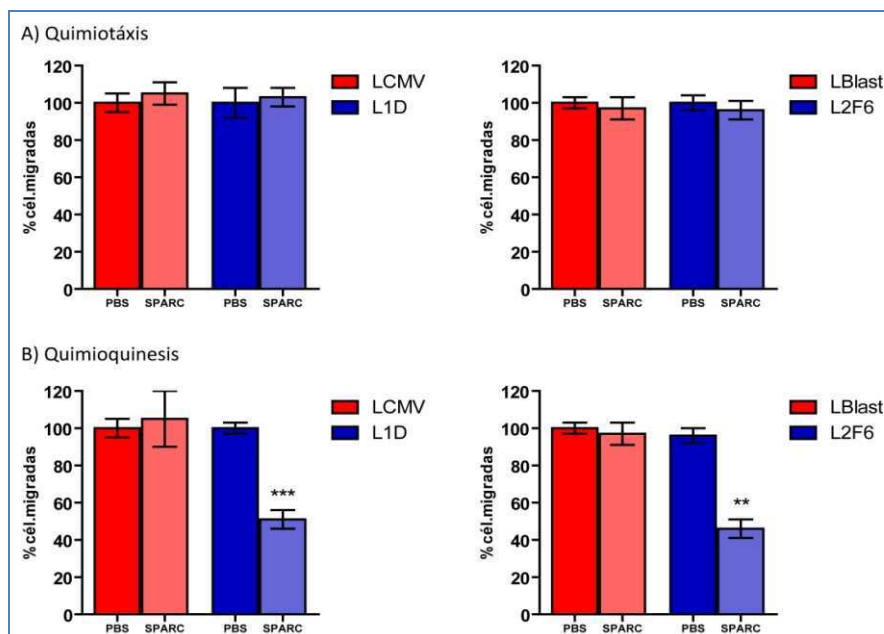 A) Quimiotáxis
120
100
80
60
40
20
0
% cél.migradas
PBS SPARC PBS SPARC
LCMV
L1D
120
100
80
60
40
20
0
% cél.migradas
PBS SPARC PBS SPARC
LBlast
L2F6
B) Quimioquinesis
120
100
80
60
40
20
0
% cél.migradas
***
PBS SPARC PBS SPARC
LCMV
L1D
120
100
80
60
40
20
0
% cél.migradas
**
PBS SPARC PBS SPARC
LBlast
L2F6